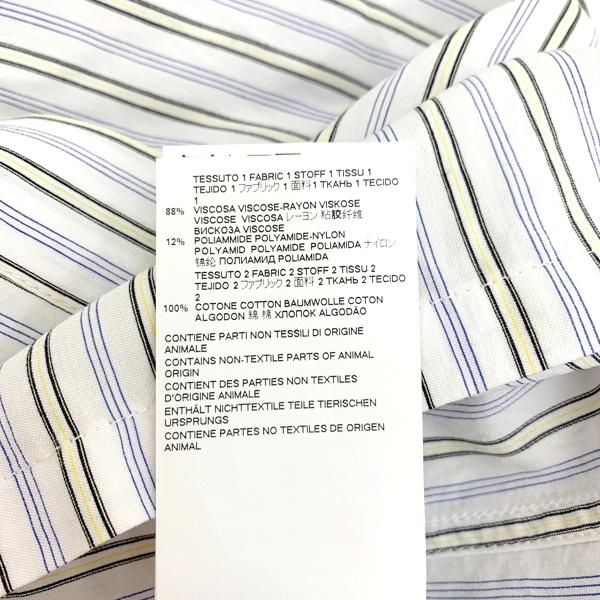 TESSUTO 1 FABRIC 1 STOFF 1 TISSU 1
TEJIDO 1 ファブリック 1 面料 1 ТКАНЬ 1 TECIDO
1
88% VISCOSA VISCOSE-RAYON VISKOSE
VISCOSE VISCOSA レーヨン 粘胶纤维
ВИСКОЗА VISCOSE
12% POLIAMMIDE POLYAMIDE-NYLON
POLYAMID POLYAMIDE POLIAMIDA ナイロン
锦纶 ПОЛИАМИД POLIAMIDA
TESSUTO 2 FABRIC 2 STOFF 2 TISSU 2
TEJIDO 2 ファブリック 2 面料 2 ТКАНЬ 2 TECIDO
2
100% COTONE COTTON BAUMWOLLE COTON
ALGODON 綿 棉 ХЛОПОК ALGODÃO
CONTIENE PARTI NON TESSILI DI ORIGINE
ANIMALE
CONTAINS NON-TEXTILE PARTS OF ANIMAL
ORIGIN
CONTIENT DES PARTIES NON TEXTILES
D'ORIGINE ANIMALE
ENTHÄLT NICHTTEXTILE TEILE TIERISCHEN
URSPRUNGS
CONTIENE PARTES NO TEXTILES DE ORIGEN
ANIMAL